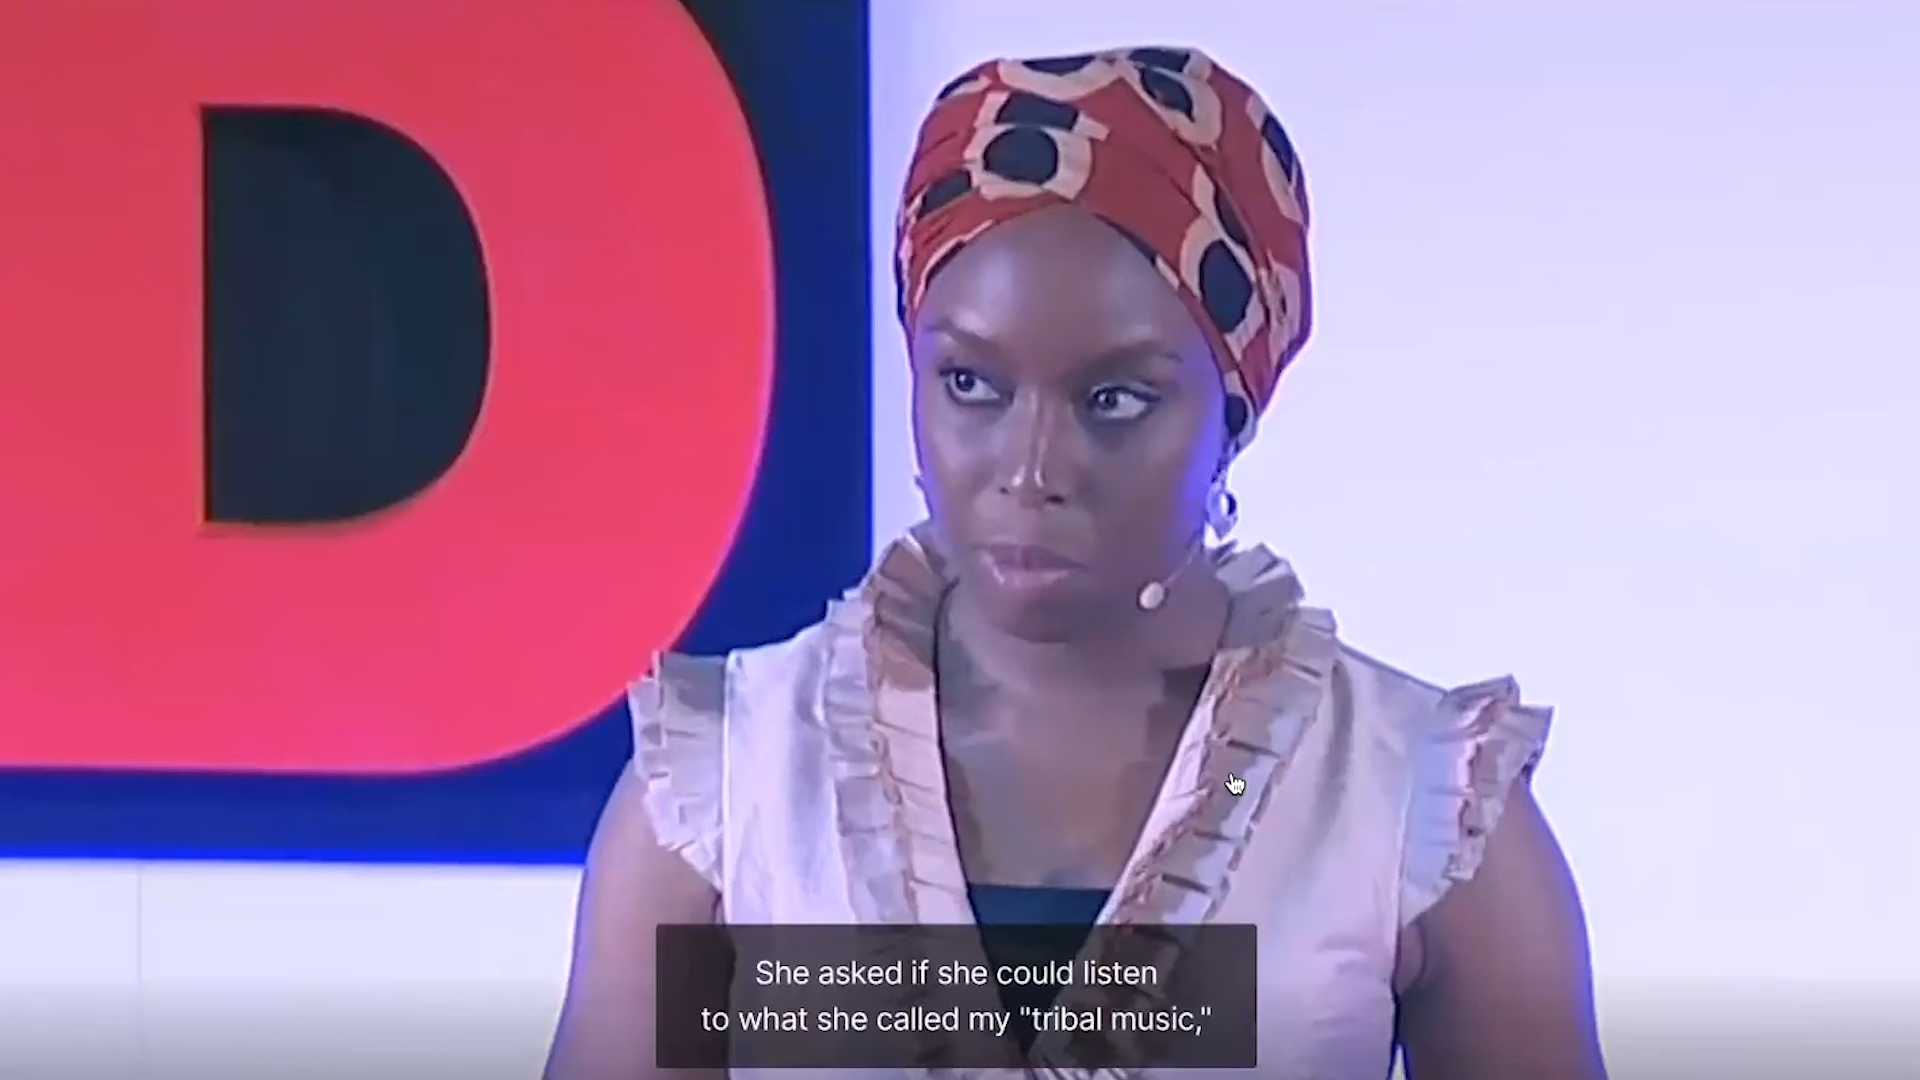 D
She asked if she could listen
to what she called my "tribal music,"